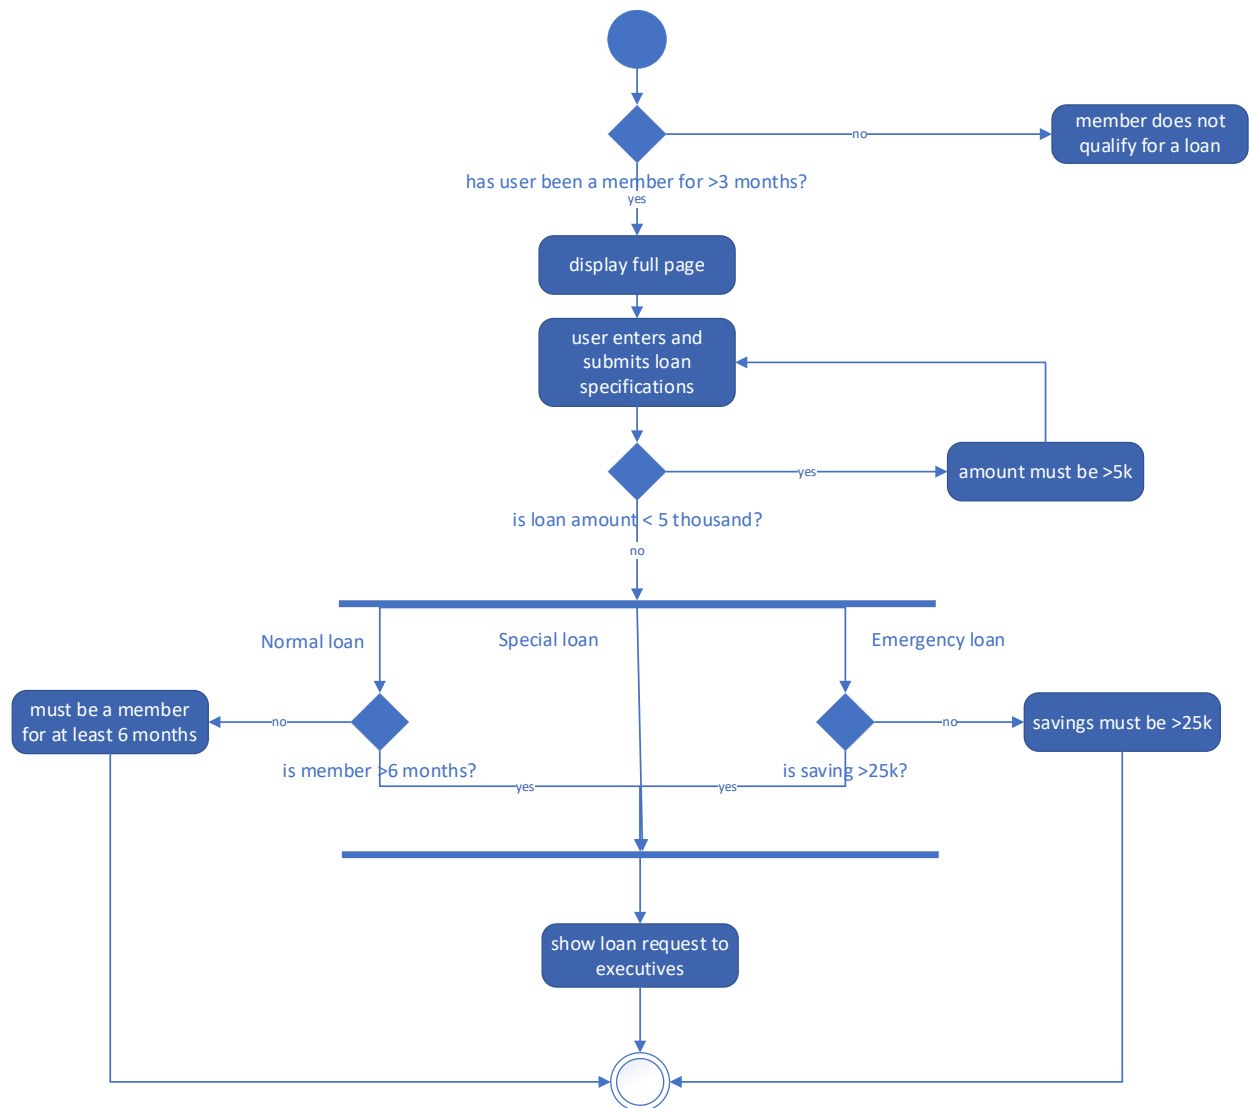 no
member does not
qualify for a loan
has user been a member for >3 months?
yes
display full page
user enters and
submits loan
specifications
yes
amount must be >5k
is loan amount < 5 thousand?
no
Normal loan
Special loan
Emergency loan
must be a member
for at least 6 months
no
no
savings must be >25k
is member >6 months?
is saving >25k?
yes
yes
show loan request to
executives